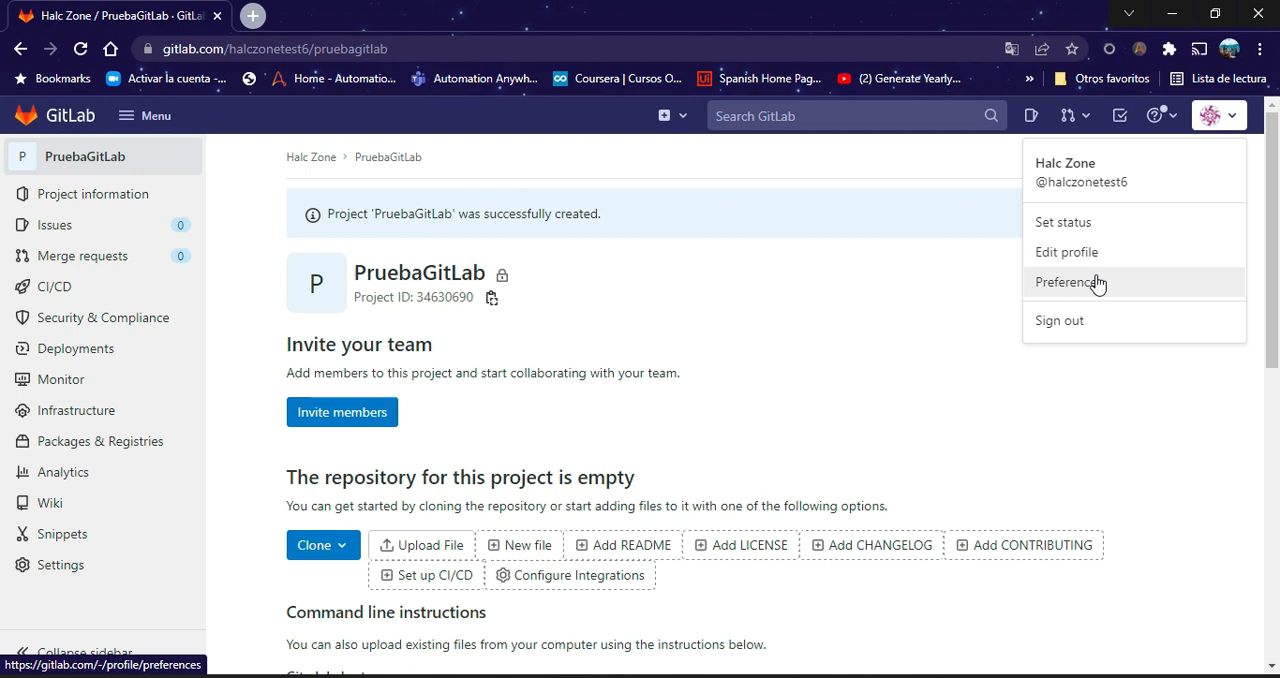 Halc Zone / PruebaGitLab · GitLa
gitlab.com/halczonetest6/pruebagitlab
Bookmarks Activar la cuenta -... Home - Automatio... Automation Anywh... Coursera | Cursos O... Ui Spanish Home Pag... (2) Generate Yearly... » Otros favoritos Lista de lectura
GitLab Menu Search GitLab
P PruebaGitLab
Project information
Issues 0
Merge requests 0
CI/CD
Security & Compliance
Deployments
Monitor
Infrastructure
Packages & Registries
Analytics
Wiki
Snippets
Settings
Collapse sidebar
https://gitlab.com/-/profile/preferences
Halc Zone > PruebaGitLab
Project 'PruebaGitLab' was successfully created.
P PruebaGitLab
Project ID: 34630690
Invite your team
Add members to this project and start collaborating with your team.
Invite members
The repository for this project is empty
You can get started by cloning the repository or start adding files to it with one of the following options.
Clone Upload File New file Add README Add LICENSE Add CHANGELOG Add CONTRIBUTING
Set up CI/CD Configure Integrations
Command line instructions
You can also upload existing files from your computer using the instructions below.
Halc Zone
@halczonetest6
Set status
Edit profile
Preferences
Sign out